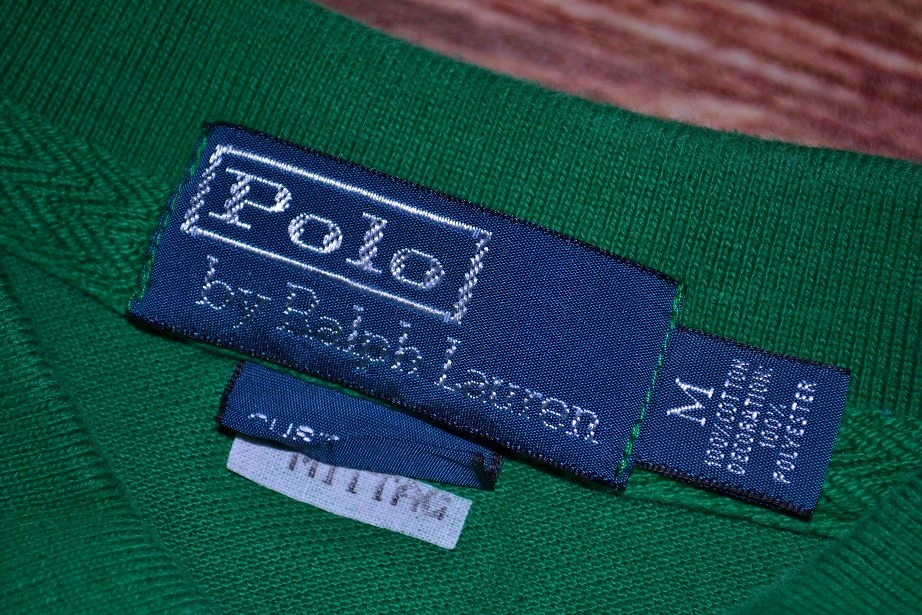 Polo
by Ralph Lauren
M
100% COTTON
DECORATION
100%
POLYESTER